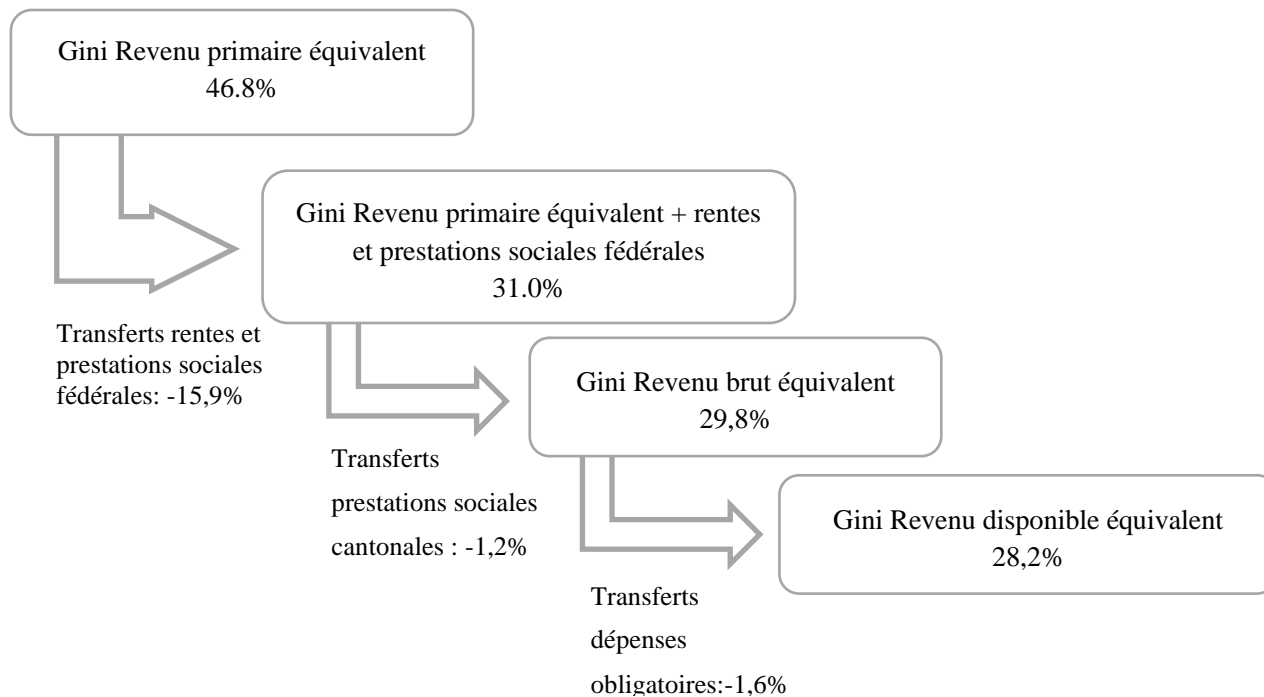 Gini Revenu primaire équivalent
46.8%
Gini Revenu primaire équivalent + rentes
et prestations sociales fédérales
31.0%
Transferts rentes et
prestations sociales
fédérales: -15,9%
Gini Revenu brut équivalent
29,8%
Transferts
prestations sociales
cantonales : -1,2%
Gini Revenu disponible équivalent
28,2%
Transferts
dépenses
obligatoires:-1,6%